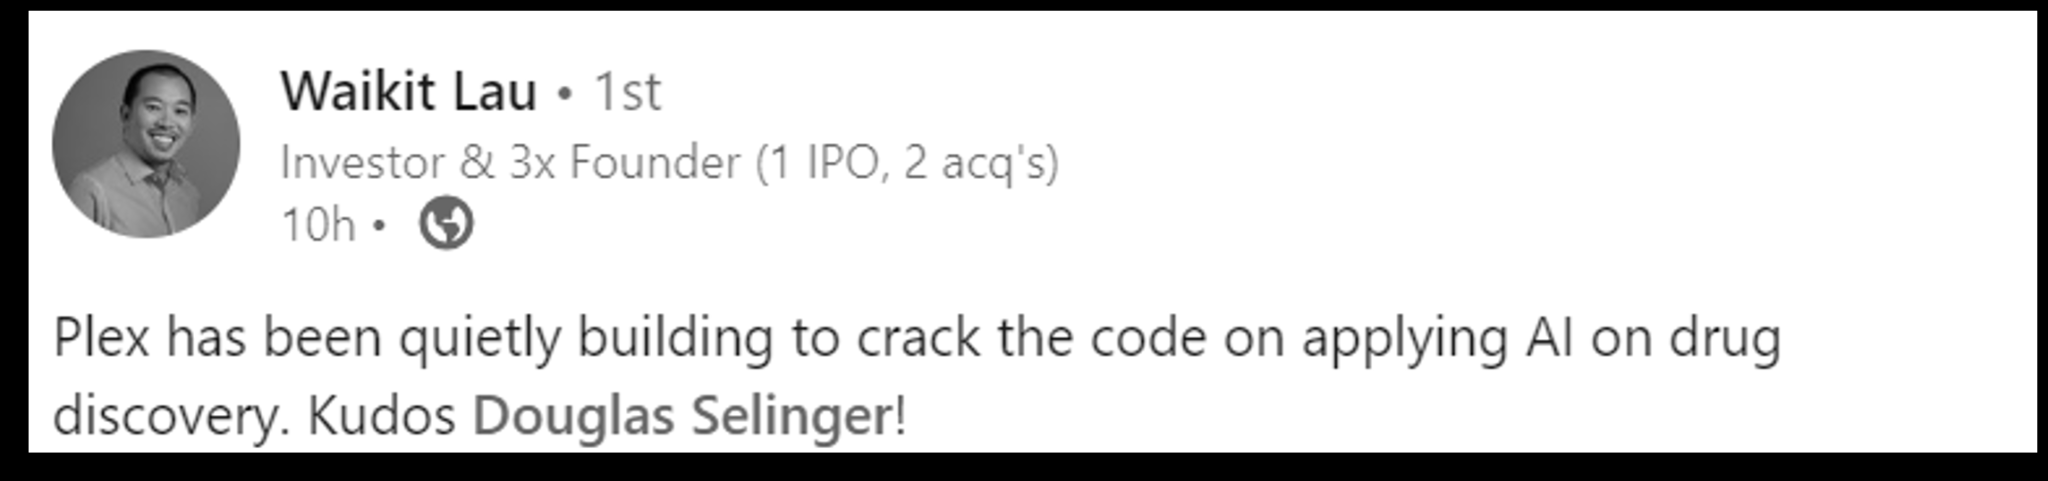 Waikit Lau • 1st
Investor & 3x Founder (1 IPO, 2 acq's)
10h •
Plex has been quietly building to crack the code on applying AI on drug
discovery. Kudos Douglas Selinger!